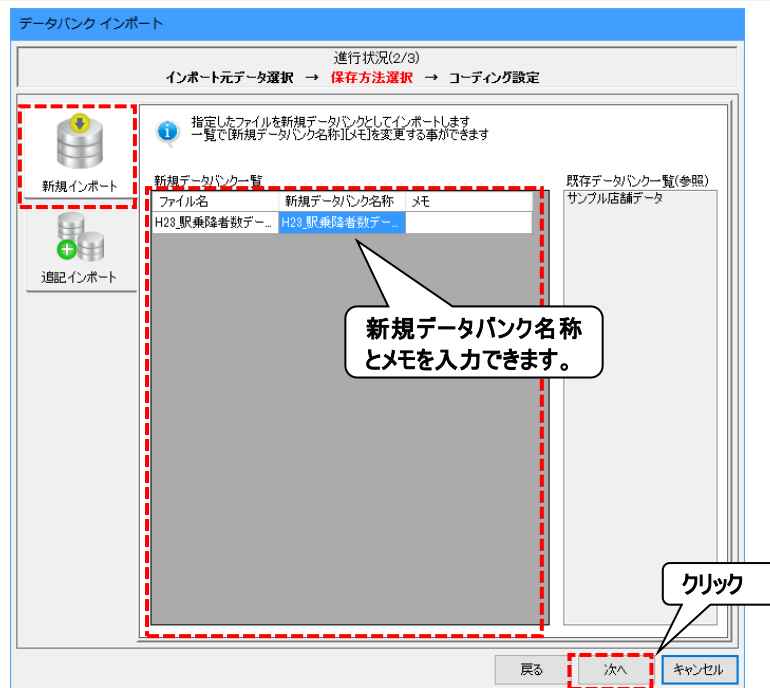 データバンク インポート
進行状況(2/3)
インポート元データ選択 → 保存方法選択 → コーディング設定
新規インポート
追記インポート
指定したファイルを新規データバンクとしてインポートします
一覧で[新規データバンク名称][メモ]を変更する事ができます
新規データバンク一覧
ファイル名 新規データバンク名称 メモ
H23_駅乗降者数デー... H23_駅乗降者数デー...
新規データバンク名称
とメモを入力できます。
既存データバンク一覧(参照)
サンプル店舗データ
クリック
戻る 次へ キャンセル